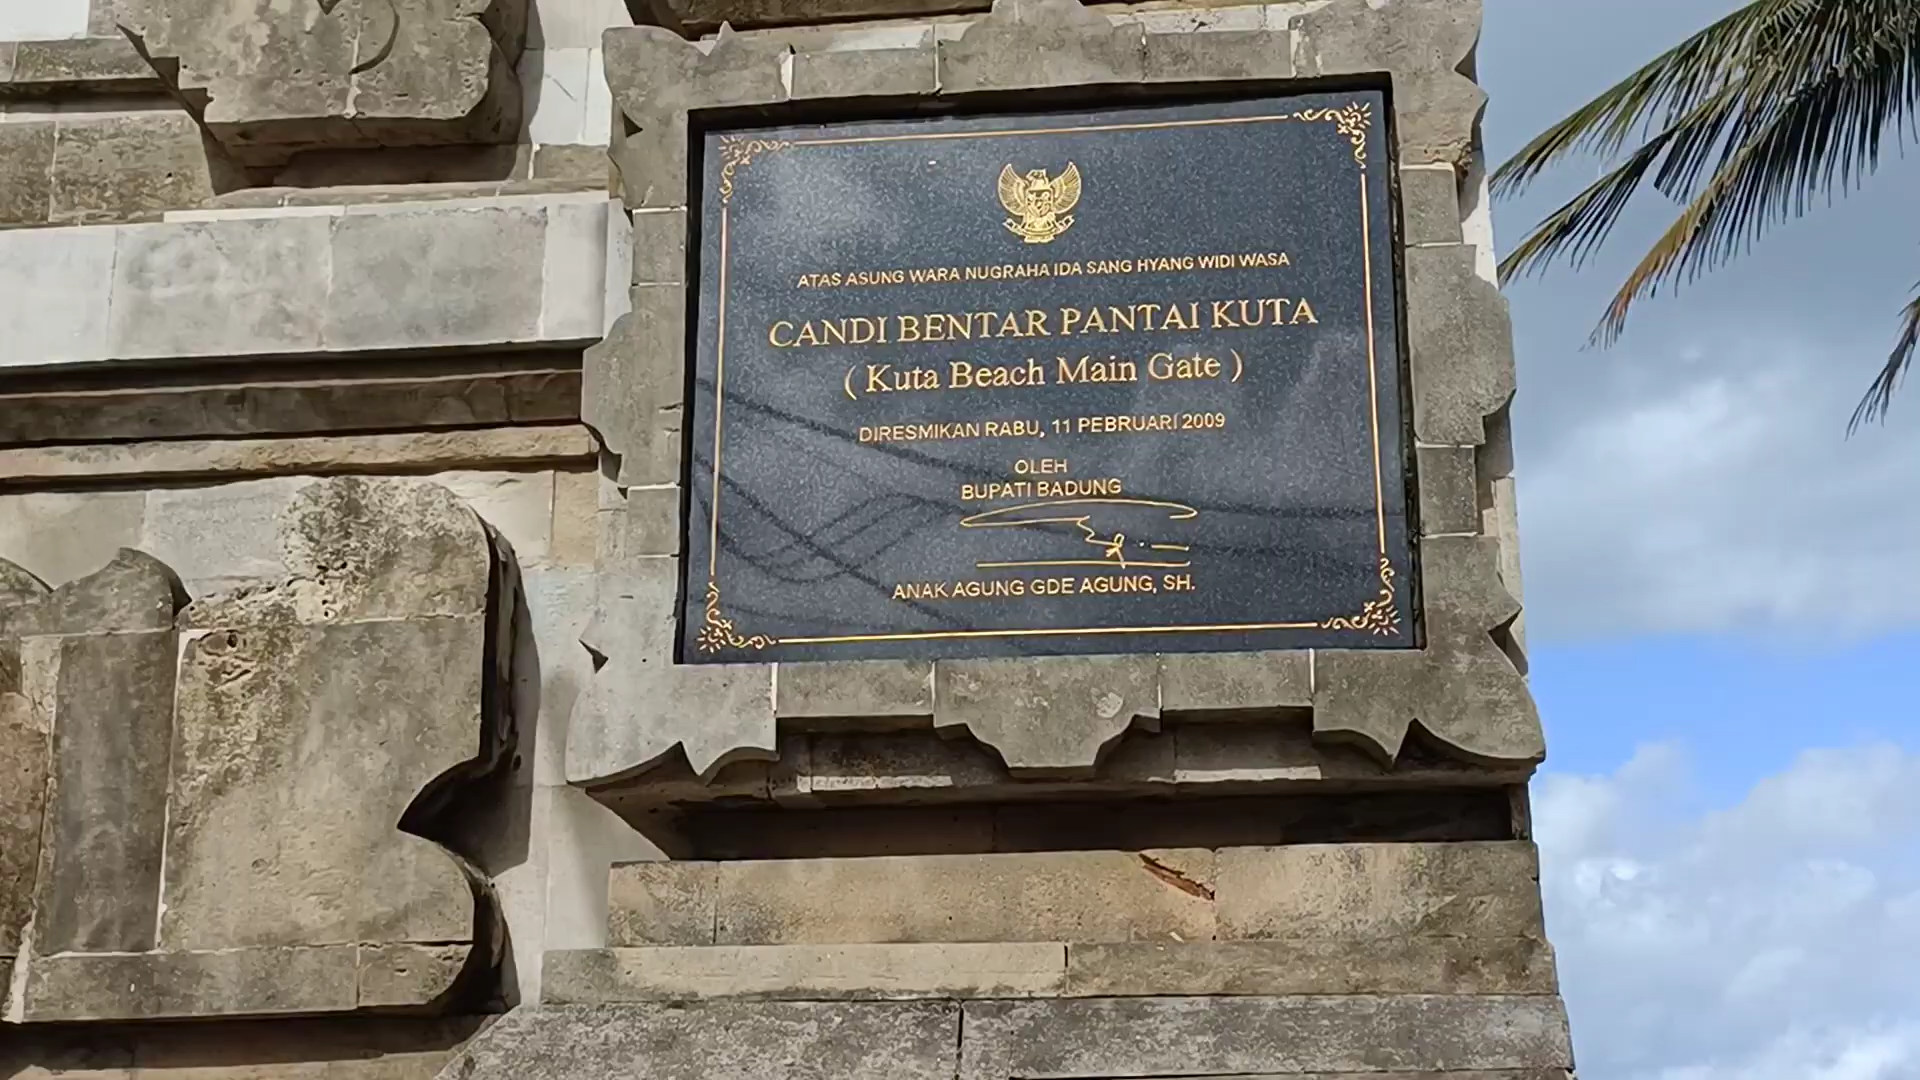 ATAS ASUNG WARA NUGRAHA IDA SANG HYANG WIDI WASA
CANDI BENTAR PANTAI KUTA
( Kuta Beach Main Gate )
DIRESMIKAN RABU, 11 PEBRUARI 2009
OLEH
BUPATI BADUNG
ANAK AGUNG GDE AGUNG, SH.